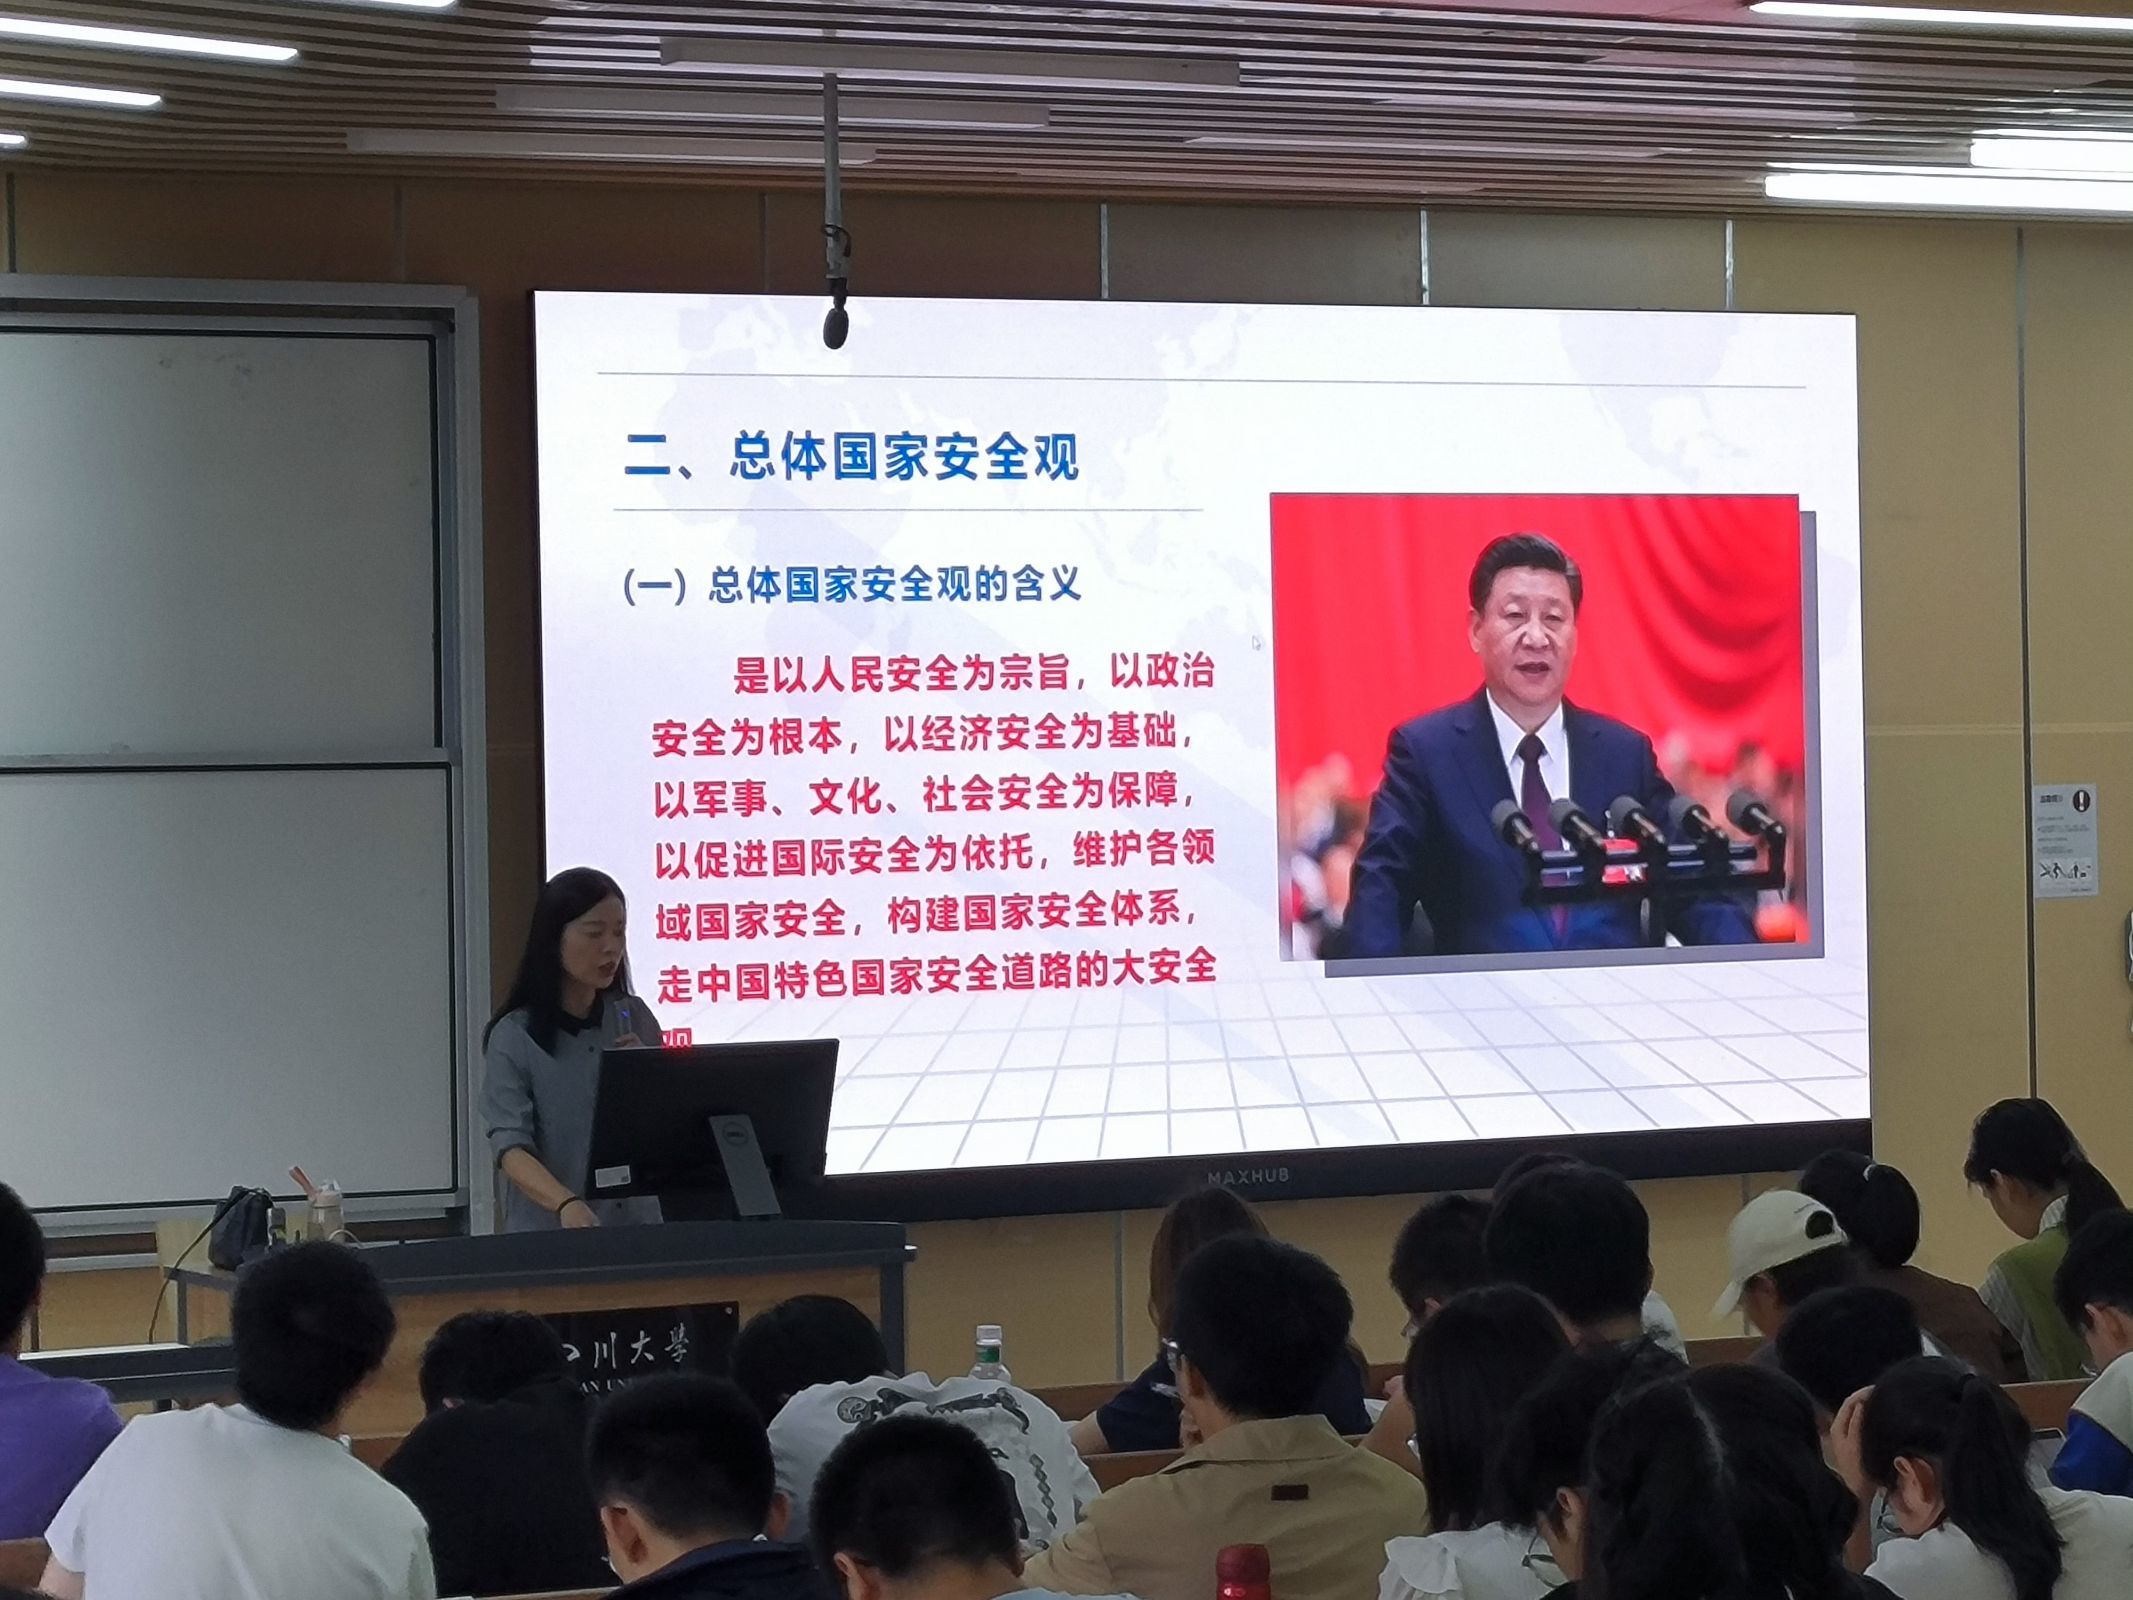 二、总体国家安全观
(一) 总体国家安全观的含义
是以人民安全为宗旨，以政治
安全为根本，以经济安全为基础，
以军事、文化、社会安全为保障，
以促进国际安全为依托，维护各领
域国家安全，构建国家安全体系，
走中国特色国家安全道路的大安全
观
MAXHUB
DELL
川大學